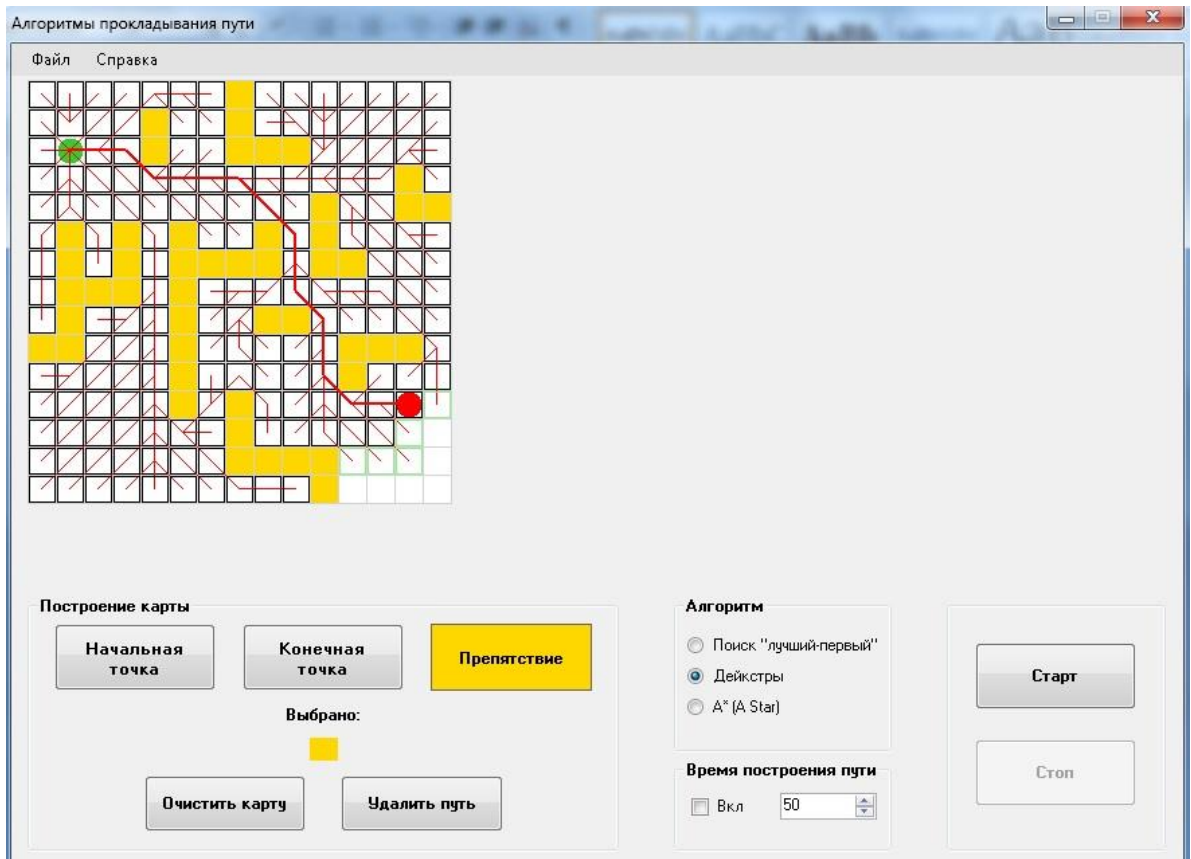 Алгоритмы прокладывания пути
Файл Справка
Построение карты
Начальная
точка
Конечная
точка
Препятствие
Выбрано:
Очистить карту
Удалить путь
Алгоритм
Поиск "лучший-первый"
Дейкстры
A* (A Star)
Время построения пути
Вкл 50
Старт
Стоп